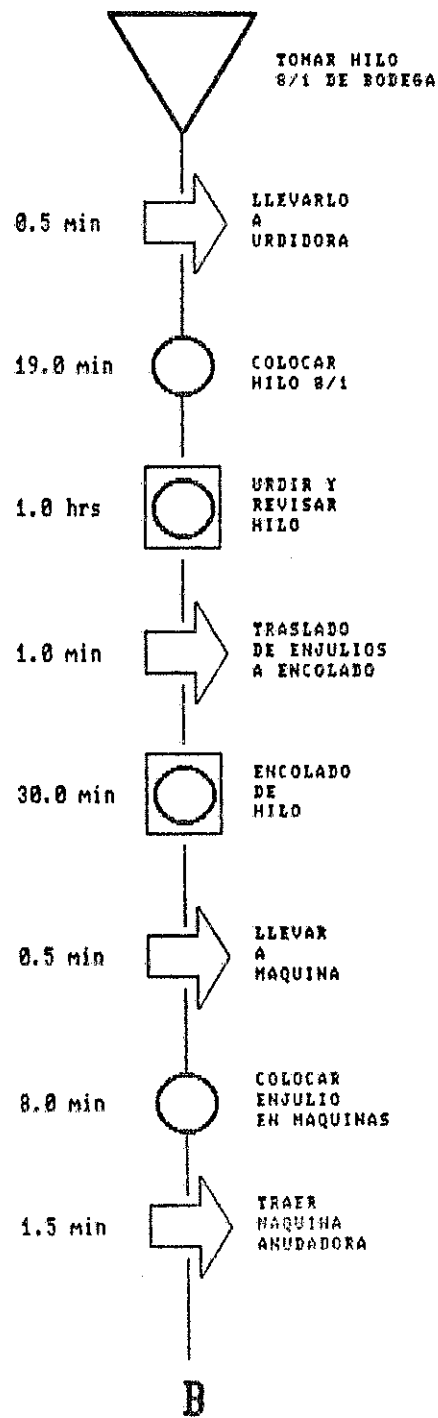 TOMAR HILO
8/1 DE BODEGA
0.5 min
LLEVARLO
A
URDIDORA
19.0 min
COLOCAR
HILO 8/1
1.0 hrs
URDIR Y
REVISAR
HILO
1.0 min
TRASLADO
DE ENJULIOS
A ENCOLADO
30.0 min
ENCOLADO
DE
HILO
0.5 min
LLEVAR
A
MAQUINA
8.0 min
COLOCAR
ENJULIO
EN MAQUINAS
1.5 min
TRAER
MAQUINA
ANUDADORA
B